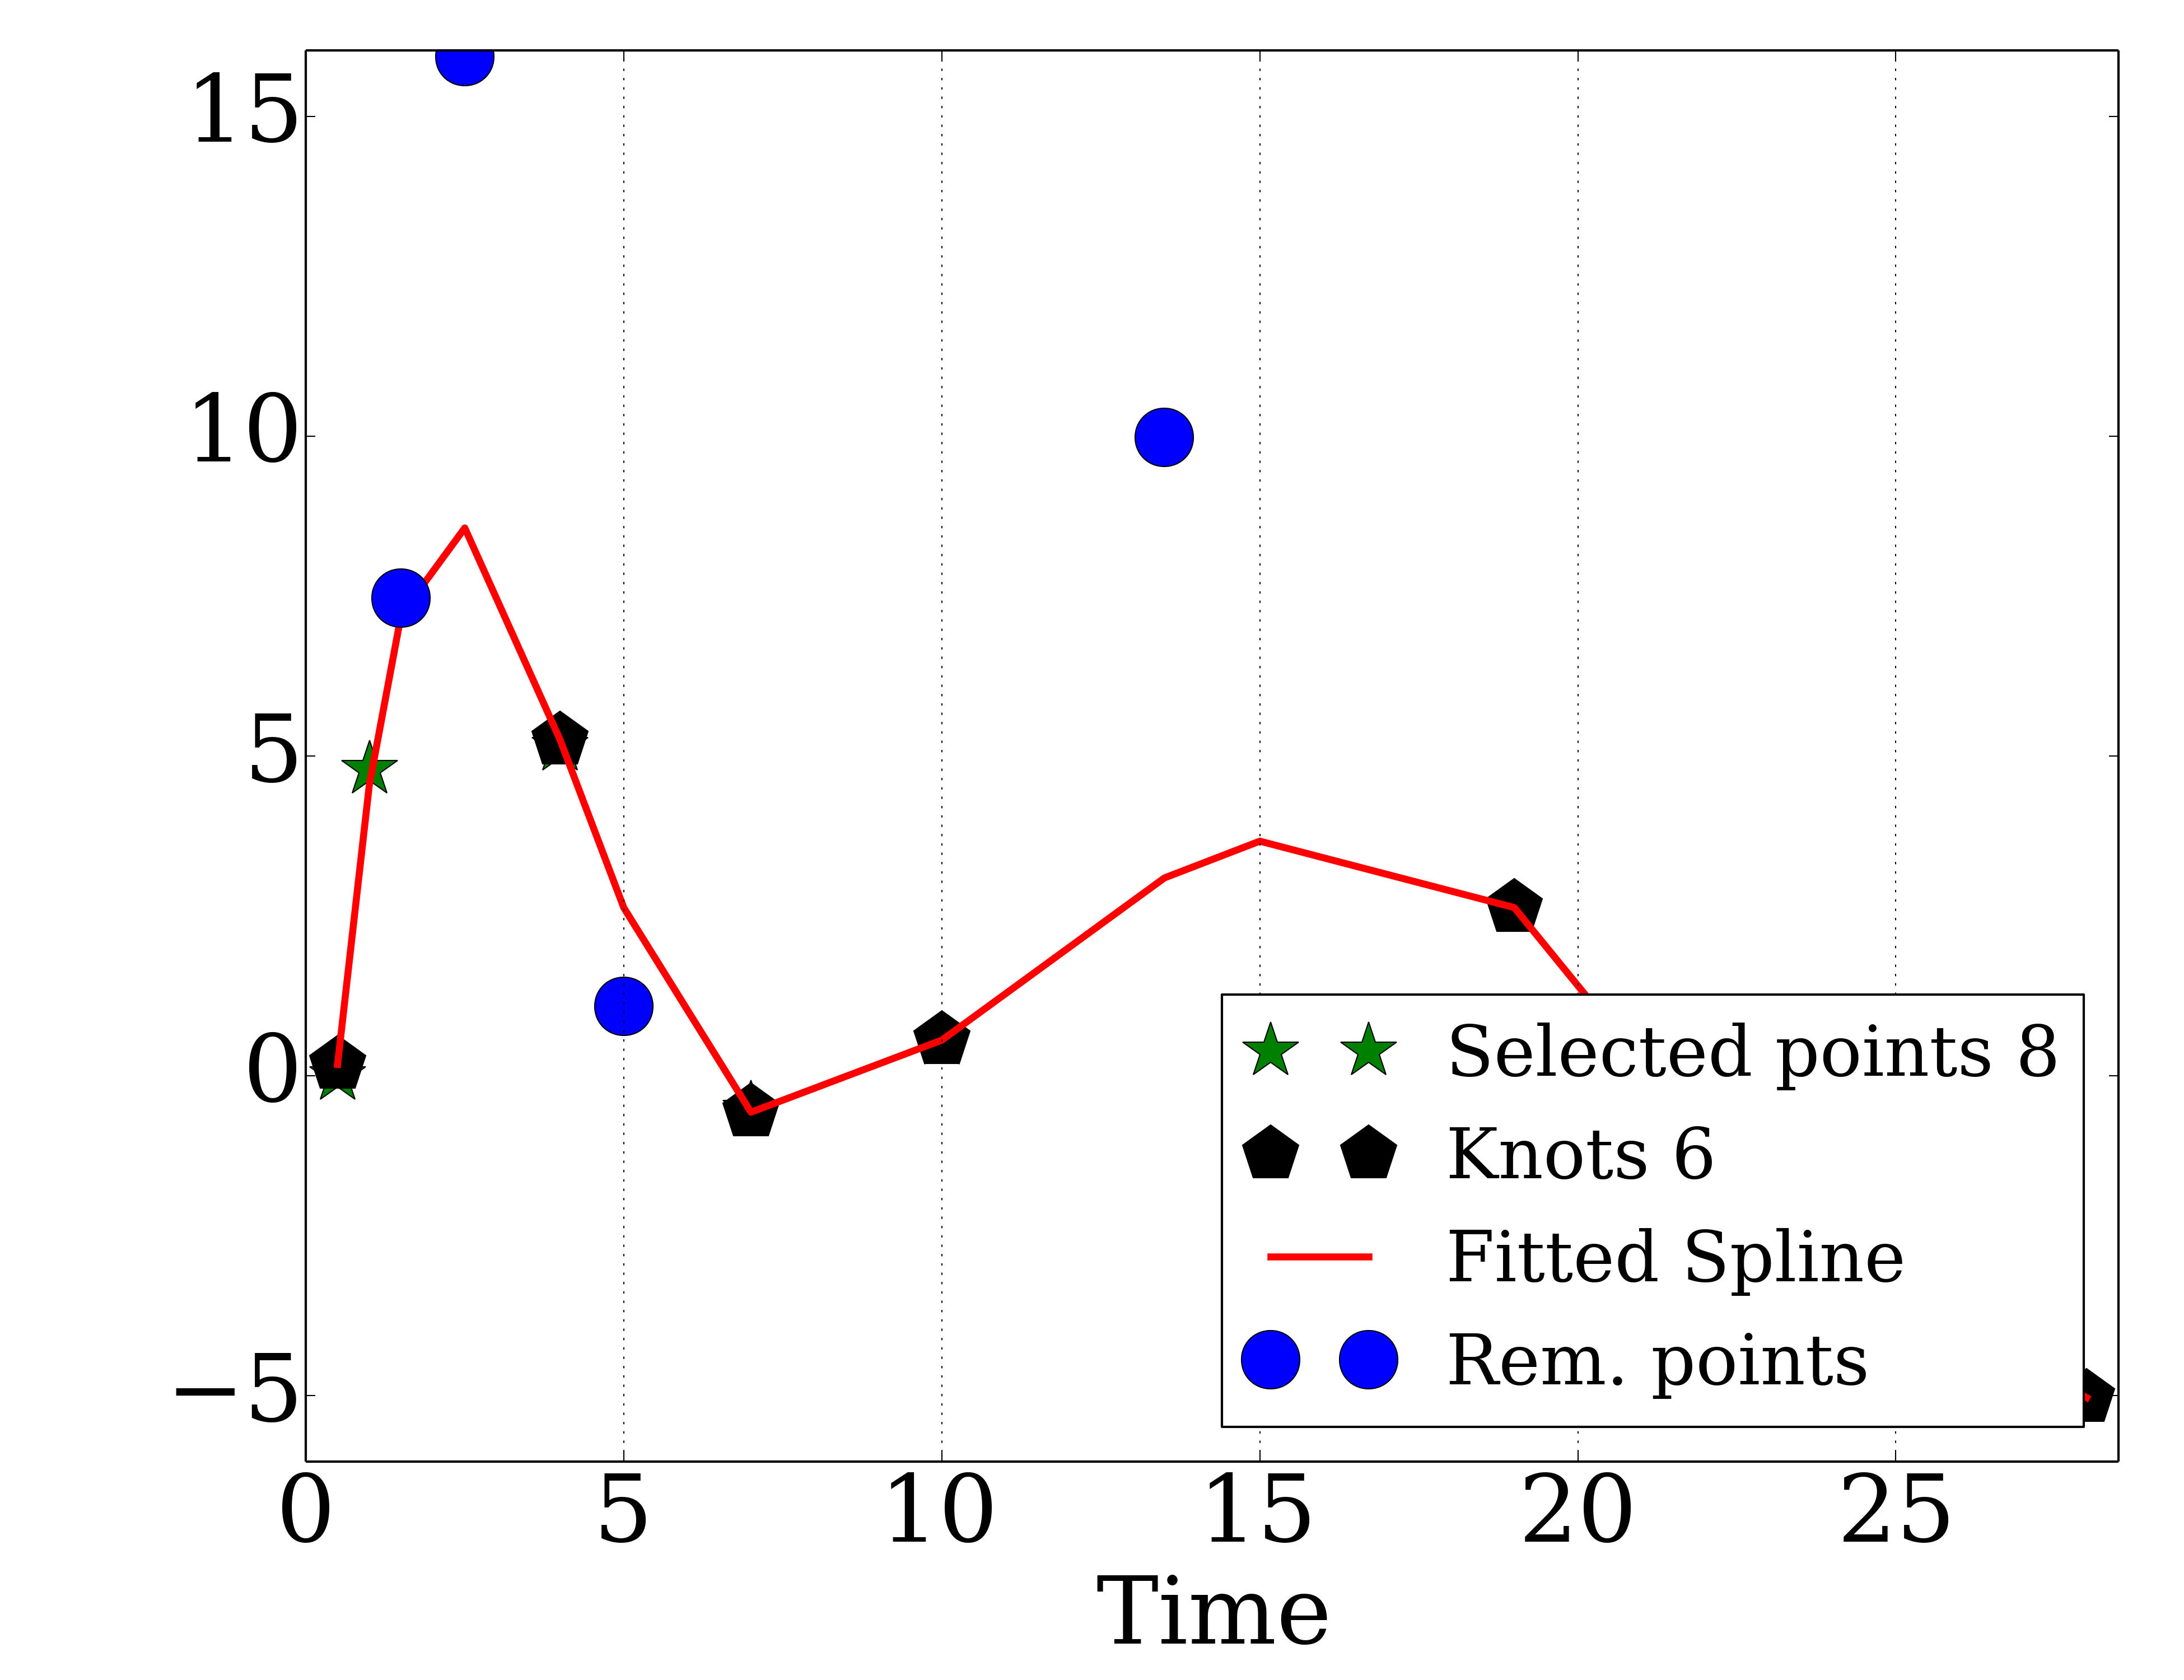 15
10
5
0
−5
0 5 10 15 20 25
Time
Selected points 8
Knots 6
Fitted Spline
Rem. points